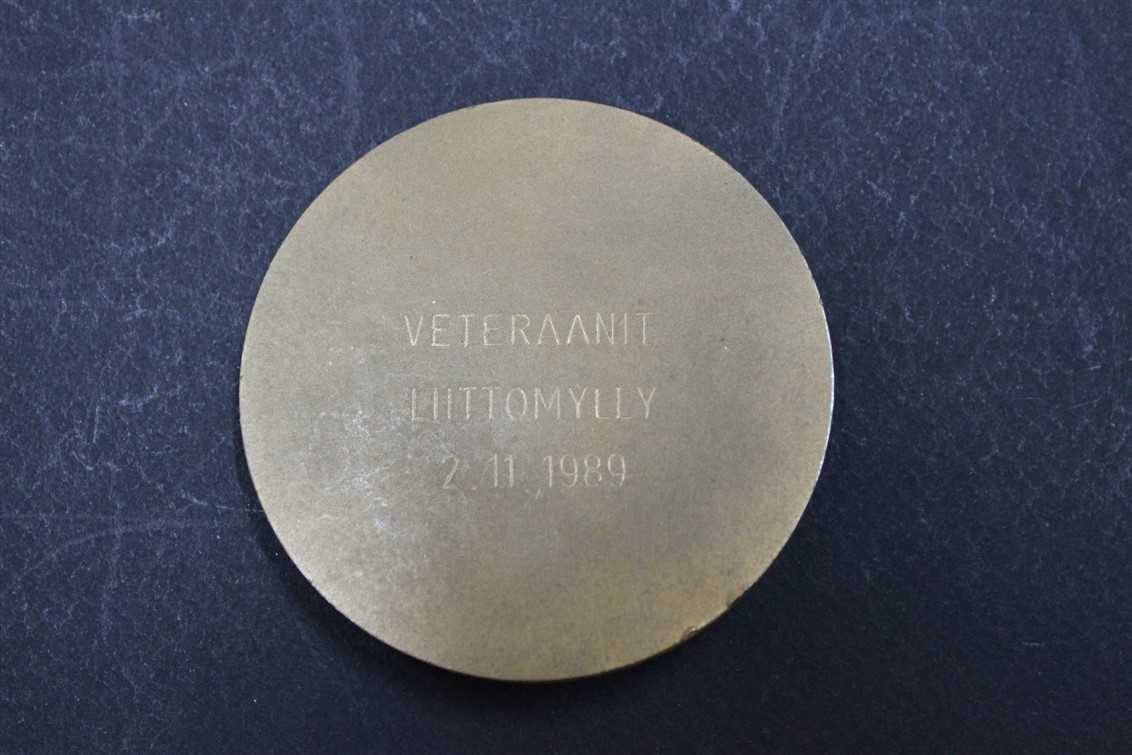 VETERAANIT
LIITTOMYLLY
2.11.1989